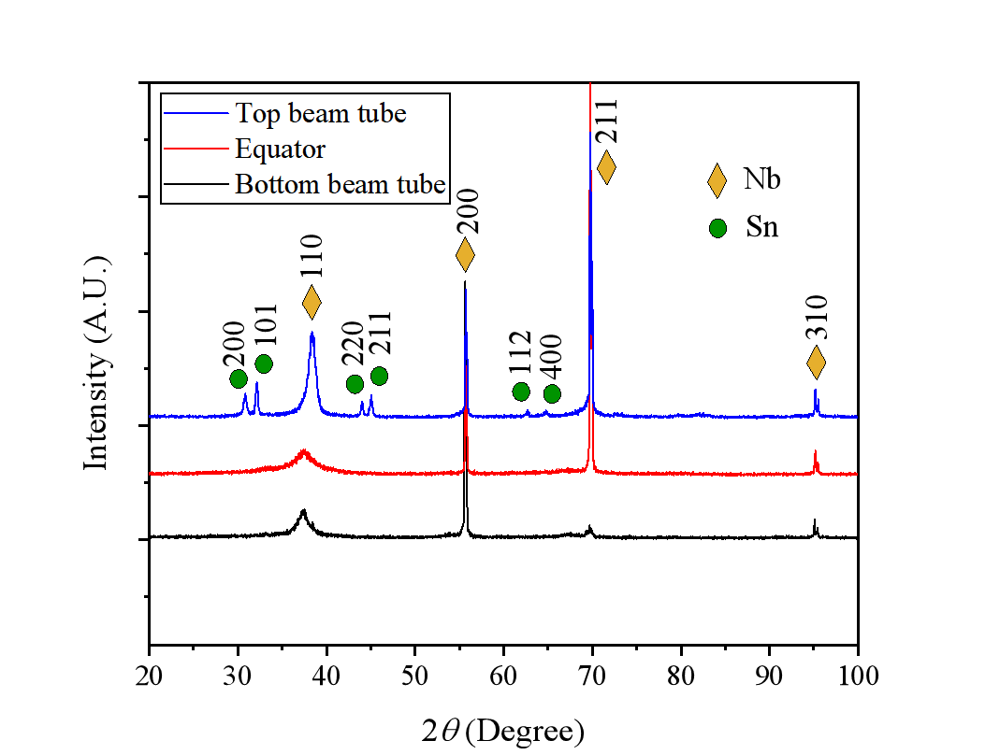 Top beam tube
Equator
Bottom beam tube
Nb
Sn
200
101
110
220
211
200
112
400
211
310
Intensity (A.U.)
20 30 40 50 60 70 80 90 100
2θ (Degree)